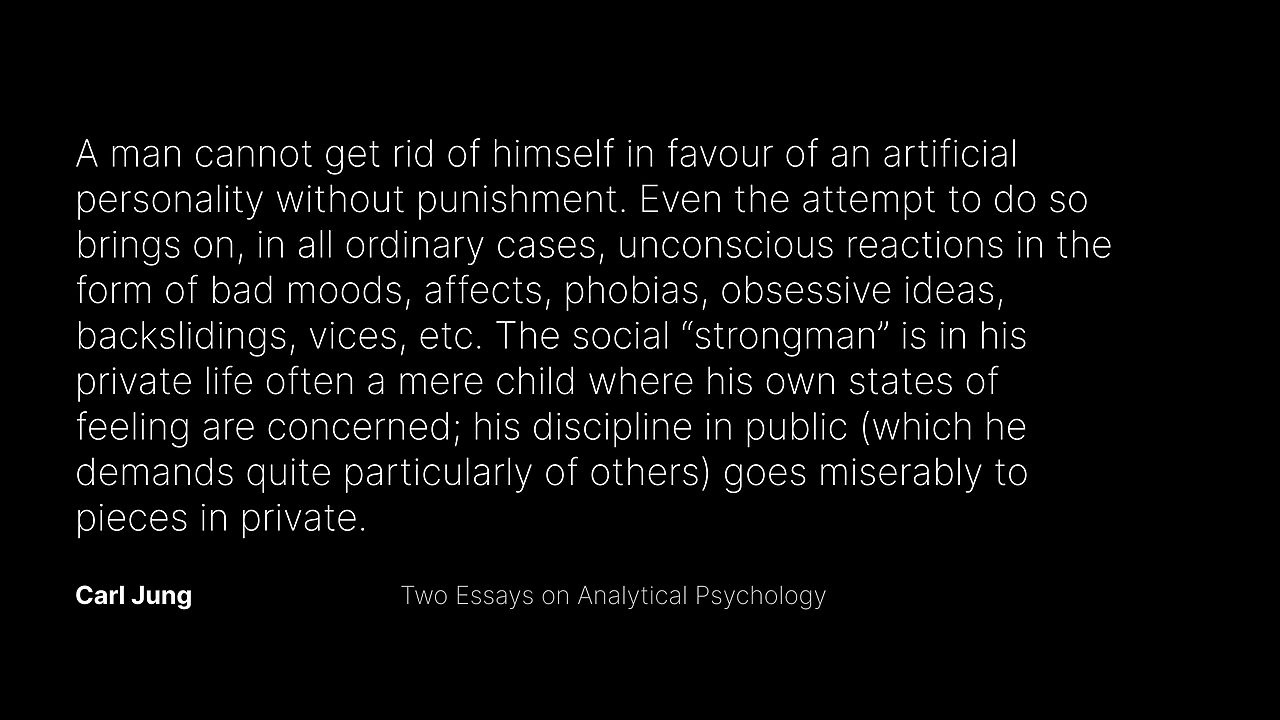 A man cannot get rid of himself in favour of an artificial
personality without punishment. Even the attempt to do so
brings on, in all ordinary cases, unconscious reactions in the
form of bad moods, affects, phobias, obsessive ideas,
backslidings, vices, etc. The social “strongman” is in his
private life often a mere child where his own states of
feeling are concerned; his discipline in public (which he
demands quite particularly of others) goes miserably to
pieces in private.
Carl Jung Two Essays on Analytical Psychology